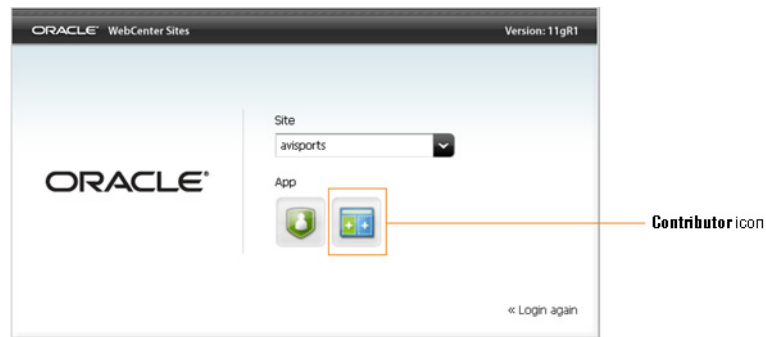 ORACLE® WebCenter Sites Version: 11gR1
Site
avisports
ORACLE®
App
Contributor icon
« Login again